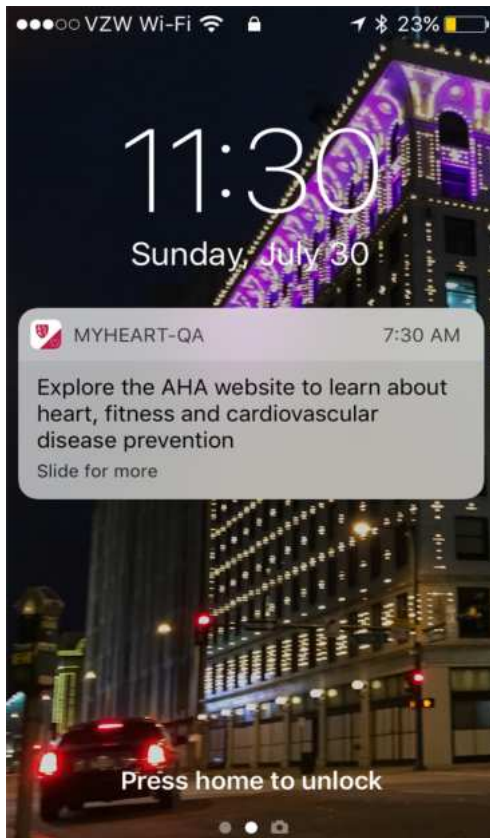 VZW Wi-Fi 23%
11:30
Sunday, July 30
MYHEART-QA 7:30 AM
Explore the AHA website to learn about
heart, fitness and cardiovascular
disease prevention
Slide for more
Press home to unlock